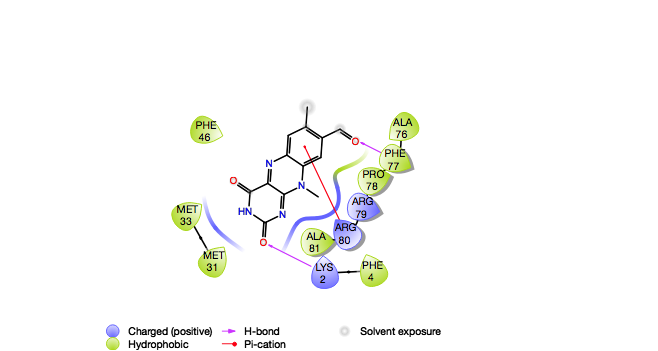 PHE
46
ALA
76
O
PHE
77
N
PRO
78
O
N
ARG
79
HN
N
MET
33
ARG
80
ALA
81
O
MET
31
LYS
2
PHE
4
Charged (positive)
H-bond
Solvent exposure
Hydrophobic
Pi-cation